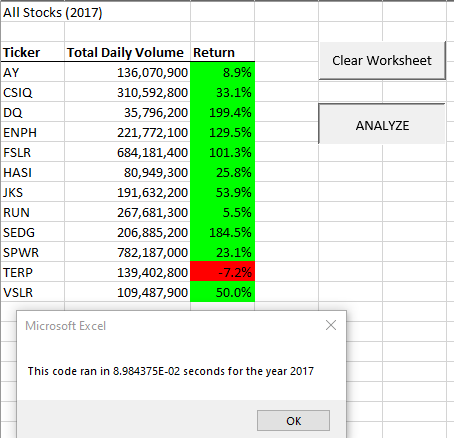 All Stocks (2017)
Ticker Total Daily Volume Return
Clear Worksheet
AY 136,070,900 8.9%
CSIQ 310,592,800 33.1%
DQ 35,796,200 199.4%
ANALYZE
ENPH 221,772,100 129.5%
FSLR 684,181,400 101.3%
HASI 80,949,300 25.8%
JKS 191,632,200 53.9%
RUN 267,681,300 5.5%
SEDG 206,885,200 184.5%
SPWR 782,187,000 23.1%
TERP 139,402,800 -7.2%
VSLR 109,487,900 50.0%
Microsoft Excel
This code ran in 8.984375E-02 seconds for the year 2017
OK